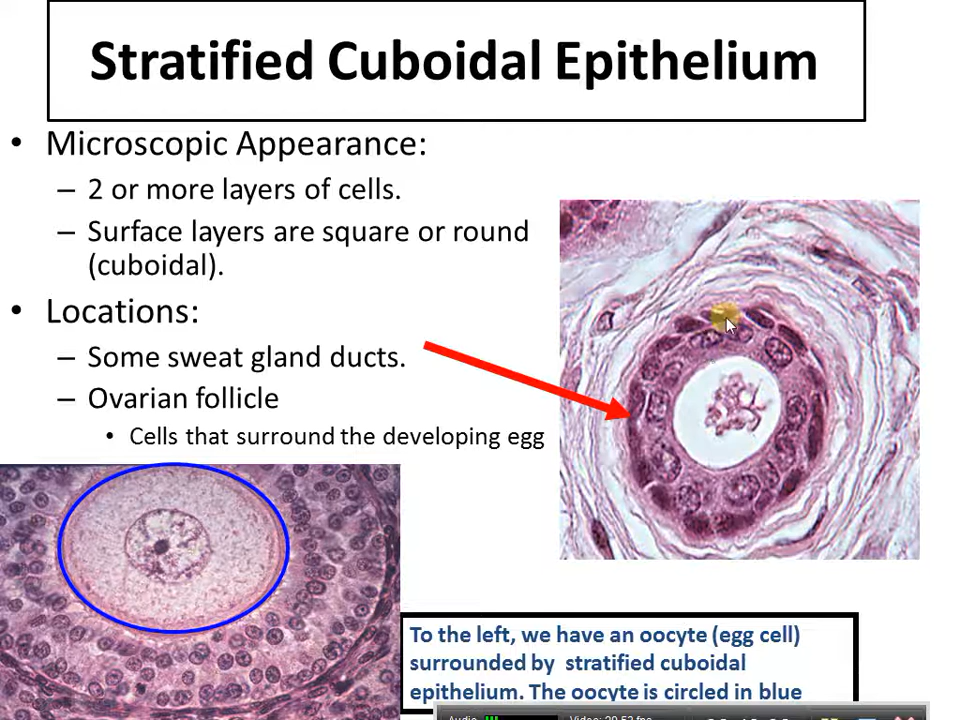 Stratified Cuboidal Epithelium
• Microscopic Appearance:
– 2 or more layers of cells.
– Surface layers are square or round
(cuboidal).
• Locations:
– Some sweat gland ducts.
– Ovarian follicle
• Cells that surround the developing egg
To the left, we have an oocyte (egg cell)
surrounded by stratified cuboidal
epithelium. The oocyte is circled in blue
Audio